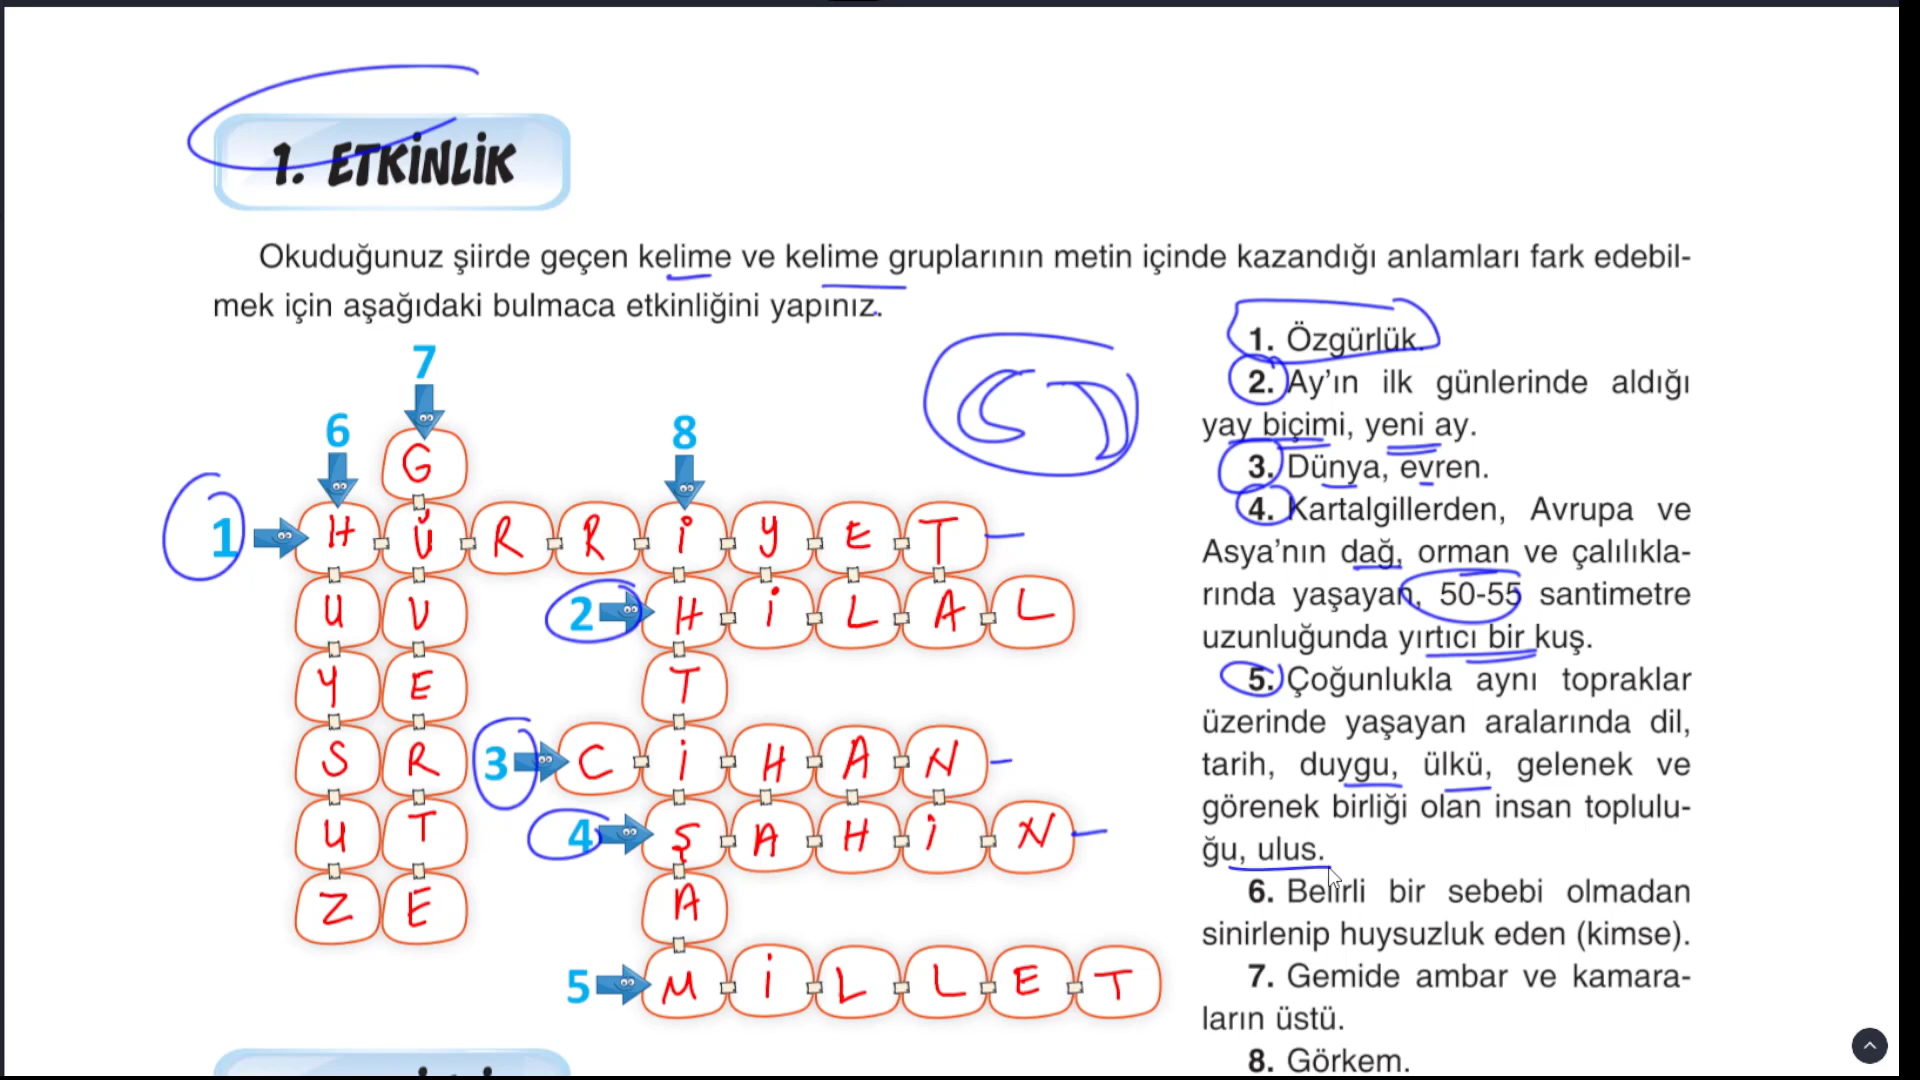 1. ETKİNLİK
Okuduğunuz şiirde geçen kelime ve kelime gruplarının metin içinde kazandığı anlamları fark edebil-
mek için aşağıdaki bulmaca etkinliğini yapınız.
7
6
8
G
1 H Ü R R İ Y E T
U V 2 H İ L A L
Y E T
S R 3 C İ H A N
U T 4 Ş A H İ N
Z E A
5 M İ L L E T
1. Özgürlük.
2. Ay’ın ilk günlerinde aldığı
yay biçimi, yeni ay.
3. Dünya, evren.
4. Kartalgillerden, Avrupa ve
Asya’nın dağ, orman ve çalılıkla-
rında yaşayan, 50-55 santimetre
uzunluğunda yırtıcı bir kuş.
5. Çoğunlukla aynı topraklar
üzerinde yaşayan aralarında dil,
tarih, duygu, ülkü, gelenek ve
görenek birliği olan insan toplulu-
ğu, ulus.
6. Belirli bir sebebi olmadan
sinirlenip huysuzluk eden (kimse).
7. Gemide ambar ve kamara-
ların üstü.
8. Görkem.